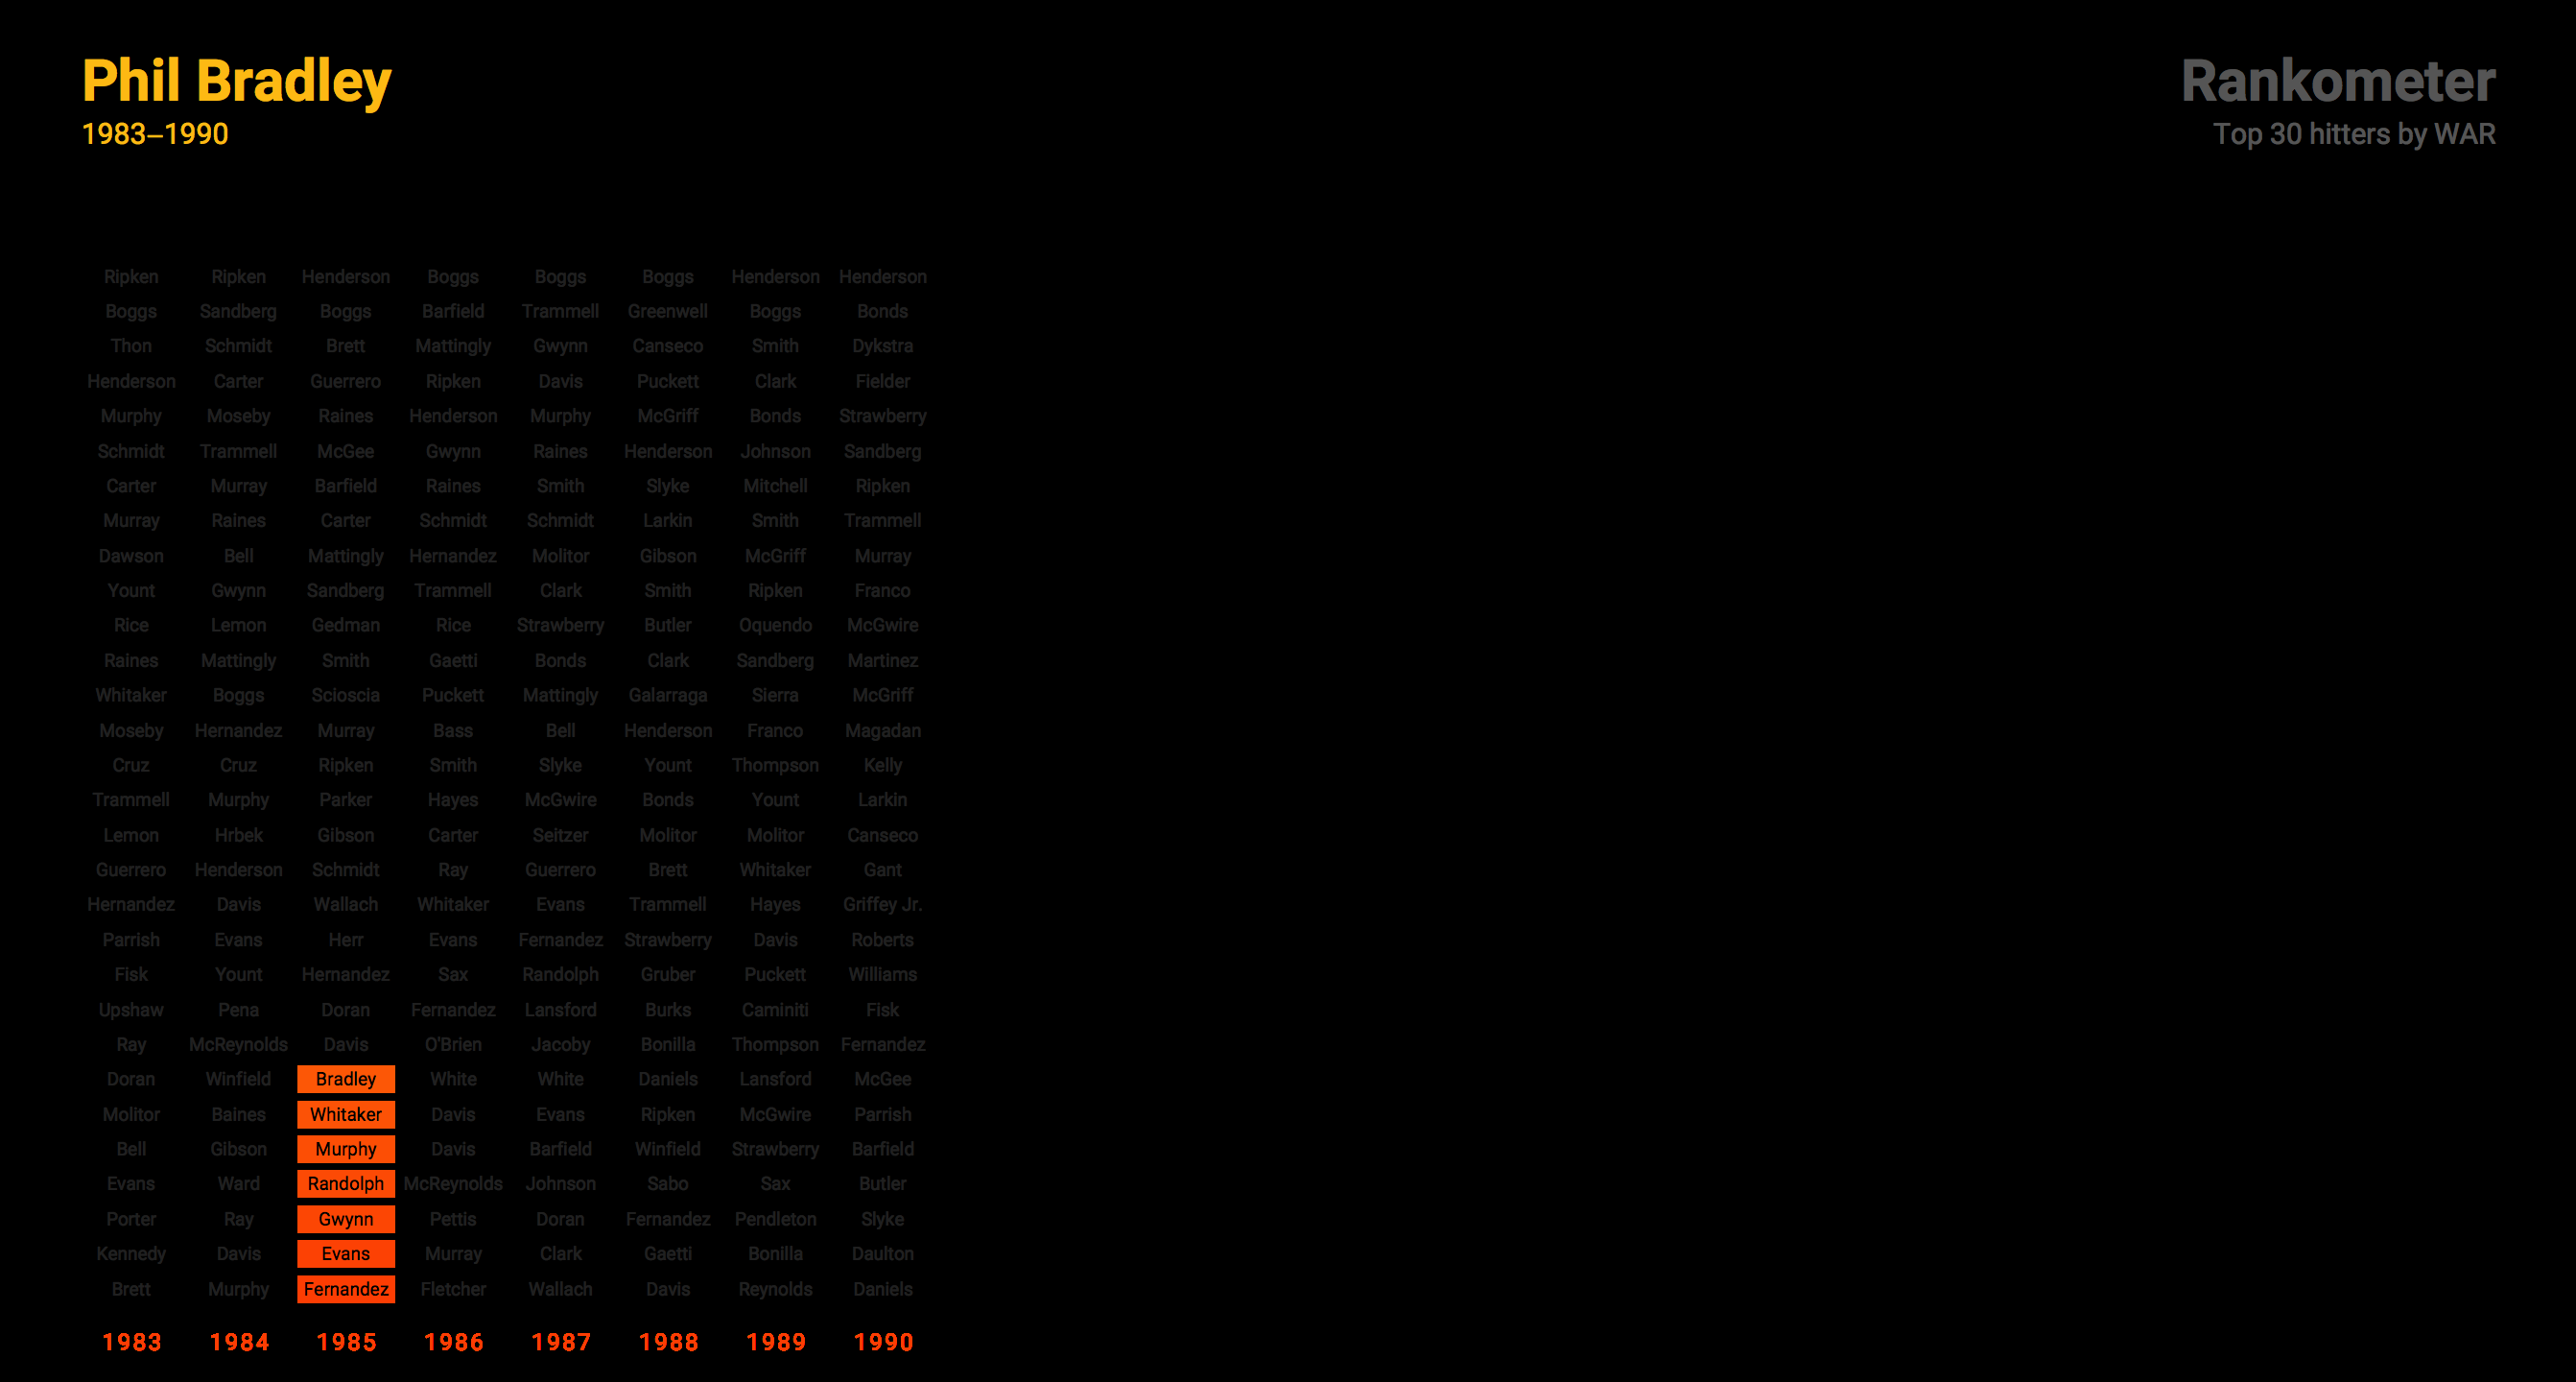 Phil Bradley
1983–1990
Rankometer
Top 30 hitters by WAR
Ripken Ripken Henderson Boggs Boggs Boggs Henderson Henderson
Boggs Sandberg Boggs Barfield Trammell Greenwell Boggs Bonds
Thon Schmidt Brett Mattingly Gwynn Canseco Smith Dykstra
Henderson Carter Guerrero Ripken Davis Puckett Clark Fielder
Murphy Moseby Raines Henderson Murphy McGriff Bonds Strawberry
Schmidt Trammell McGee Gwynn Raines Henderson Johnson Sandberg
Carter Murray Barfield Raines Smith Slyke Mitchell Ripken
Murray Raines Carter Schmidt Schmidt Larkin Smith Trammell
Dawson Bell Mattingly Hernandez Molitor Gibson McGriff Murray
Yount Gwynn Sandberg Trammell Clark Smith Ripken Franco
Rice Lemon Gedman Rice Strawberry Butler Oquendo McGwire
Raines Mattingly Smith Gaetti Bonds Clark Sandberg Martinez
Whitaker Boggs Scioscia Puckett Mattingly Galarraga Sierra McGriff
Moseby Hernandez Murray Bass Bell Henderson Franco Magadan
Cruz Cruz Ripken Smith Slyke Yount Thompson Kelly
Trammell Murphy Parker Hayes McGwire Bonds Yount Larkin
Lemon Hrbek Gibson Carter Seitzer Molitor Molitor Canseco
Guerrero Henderson Schmidt Ray Guerrero Brett Whitaker Gant
Hernandez Davis Wallach Whitaker Evans Trammell Hayes Griffey Jr.
Parrish Evans Herr Evans Fernandez Strawberry Davis Roberts
Fisk Yount Hernandez Sax Randolph Gruber Puckett Williams
Upshaw Pena Doran Fernandez Lansford Burks Caminiti Fisk
Ray McReynolds Davis O'Brien Jacoby Bonilla Thompson Fernandez
Doran Winfield Bradley White White Daniels Lansford McGee
Molitor Baines Whitaker Davis Evans Ripken McGwire Parrish
Bell Gibson Murphy Davis Barfield Winfield Strawberry Barfield
Evans Ward Randolph McReynolds Johnson Sabo Sax Butler
Porter Ray Gwynn Pettis Doran Fernandez Pendleton Slyke
Kennedy Davis Evans Murray Clark Gaetti Bonilla Daulton
Brett Murphy Fernandez Fletcher Wallach Davis Reynolds Daniels
1983 1984 1985 1986 1987 1988 1989 1990